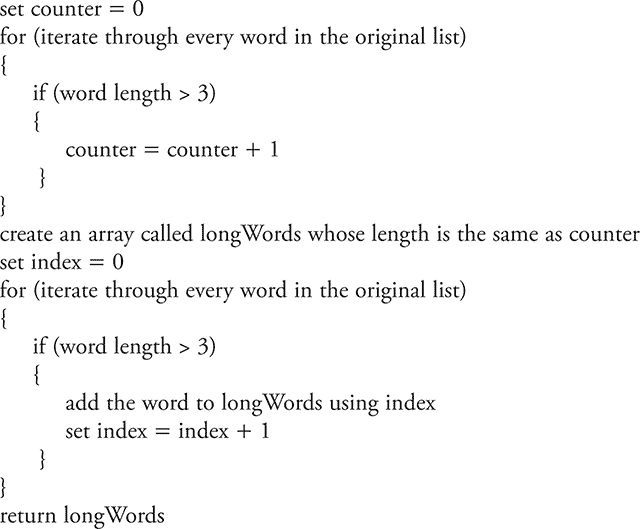 set counter = 0
for (iterate through every word in the original list)
{
if (word length > 3)
{
counter = counter + 1
}
}
create an array called longWords whose length is the same as counter
set index = 0
for (iterate through every word in the original list)
{
if (word length > 3)
{
add the word to longWords using index
set index = index + 1
}
}
return longWords